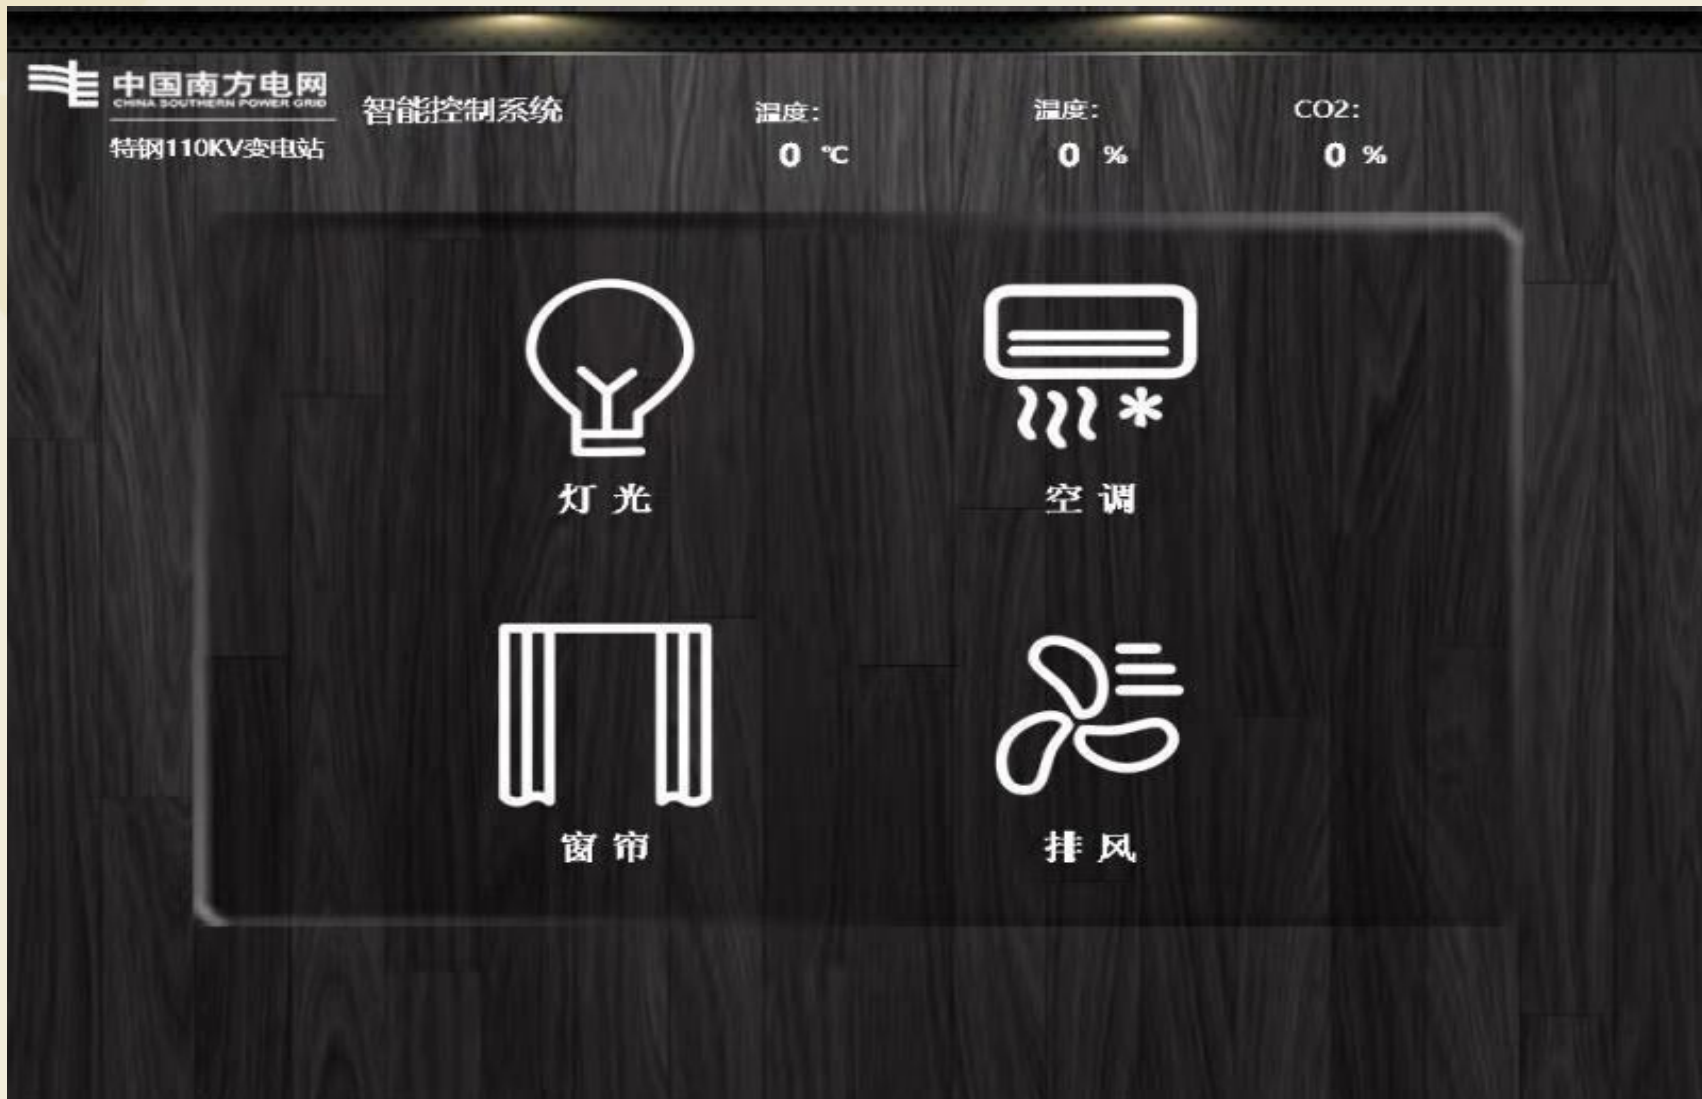 中国南方电网
CHINA SOUTHERN POWER GRID
特钢110KV变电站
智能控制系统
温度:
0 ℃
温度:
0 %
CO2:
0 %
灯光
空调
窗帘
排风